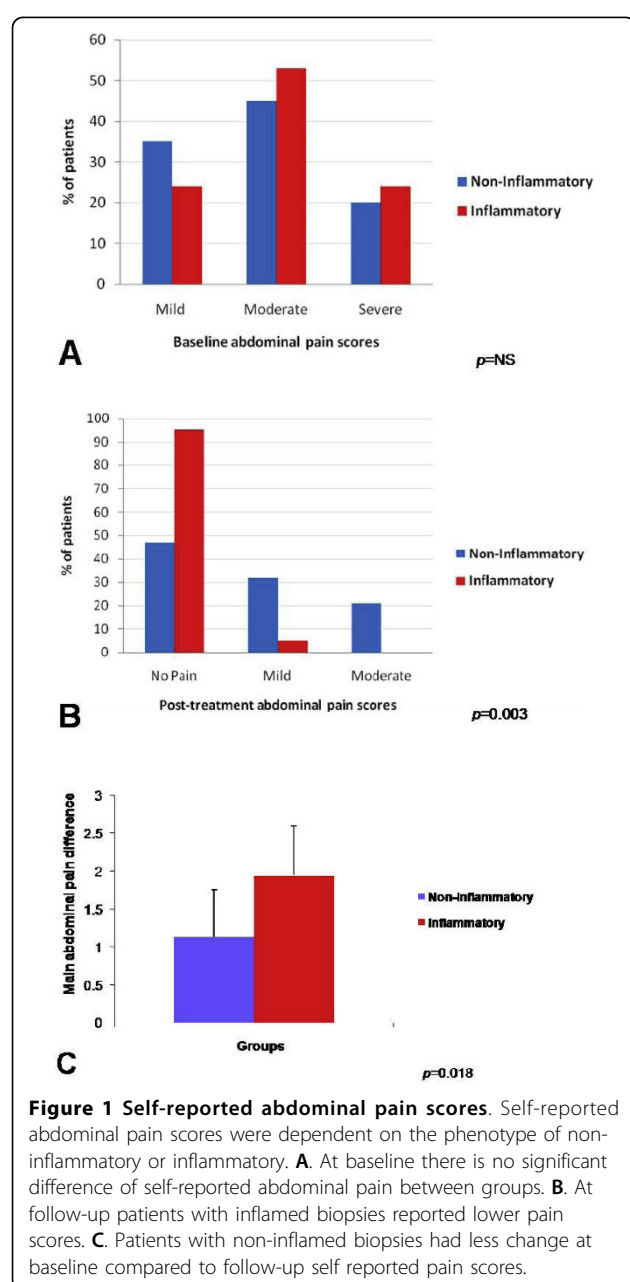 60
50
40
30
20
10
0
% of patients
Mild Moderate Severe
Baseline abdominal pain scores
Non-Inflammatory
Inflammatory
A
p=NS
100
90
80
70
60
50
40
30
20
10
0
% of patients
No Pain Mild Moderate
Post-treatment abdominal pain scores
Non-Inflammatory
Inflammatory
B
p=0.003
3
2.5
2
1.5
1
0.5
0
Main abdominal pain difference
Groups
Non-inflammatory
Inflammatory
C
p=0.018
Figure 1 Self-reported abdominal pain scores. Self-reported
abdominal pain scores were dependent on the phenotype of non-
inflammatory or inflammatory. A. At baseline there is no significant
difference of self-reported abdominal pain between groups. B. At
follow-up patients with inflamed biopsies reported lower pain
scores. C. Patients with non-inflamed biopsies had less change at
baseline compared to follow-up self reported pain scores.